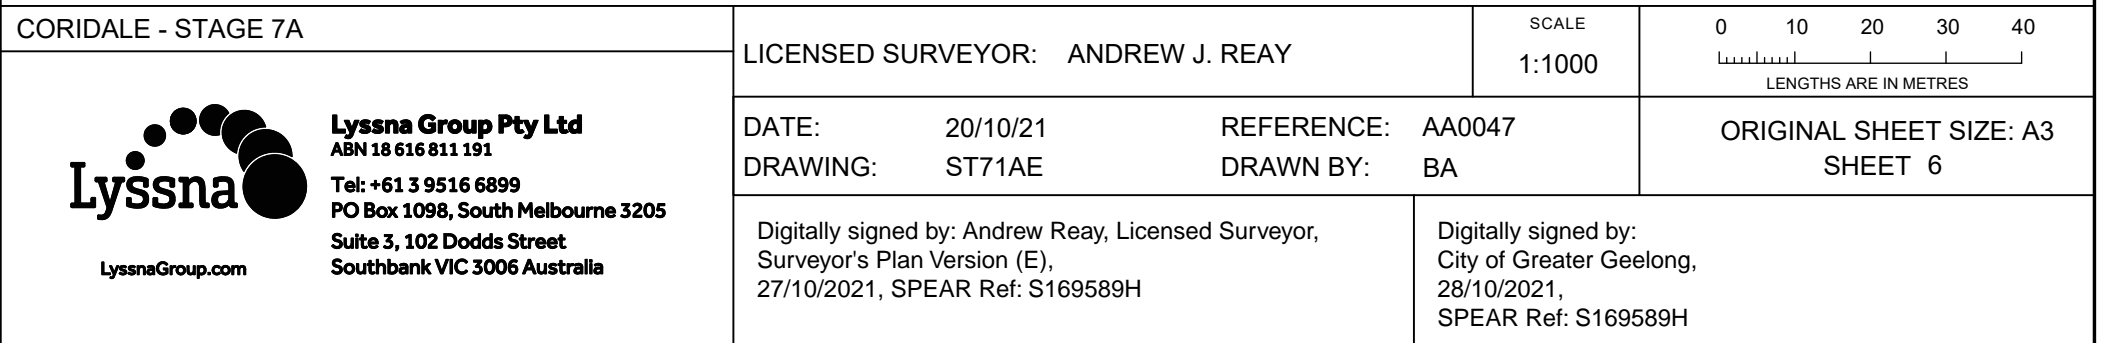 CORIDALE - STAGE 7A
Lyssna
LyssnaGroup.com
Lyssna Group Pty Ltd
ABN 18 616 811 191
Tel: +61 3 9516 6899
PO Box 1098, South Melbourne 3205
Suite 3, 102 Dodds Street
Southbank VIC 3006 Australia
LICENSED SURVEYOR: ANDREW J. REAY
SCALE
1:1000
0 10 20 30 40
LENGTHS ARE IN METRES
DATE: 20/10/21 REFERENCE: AA0047
DRAWING: ST71AE DRAWN BY: BA
ORIGINAL SHEET SIZE: A3
SHEET 6
Digitally signed by: Andrew Reay, Licensed Surveyor,
Surveyor's Plan Version (E),
27/10/2021, SPEAR Ref: S169589H
Digitally signed by:
City of Greater Geelong,
28/10/2021,
SPEAR Ref: S169589H